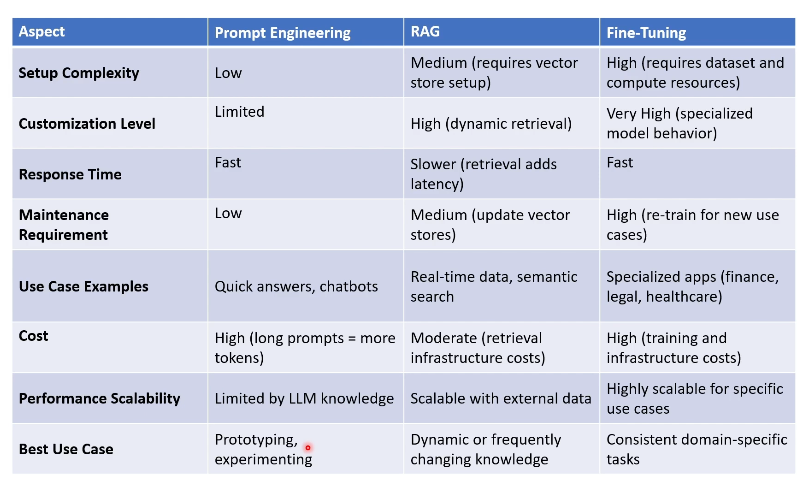 Aspect
Prompt Engineering
RAG
Fine-Tuning
Setup Complexity
Low
Medium (requires vector
store setup)
High (requires dataset and
compute resources)
Customization Level
Limited
High (dynamic retrieval)
Very High (specialized
model behavior)
Response Time
Fast
Slower (retrieval adds
latency)
Fast
Maintenance
Requirement
Low
Medium (update vector
stores)
High (re-train for new use
cases)
Use Case Examples
Quick answers, chatbots
Real-time data, semantic
search
Specialized apps (finance,
legal, healthcare)
Cost
High (long prompts = more
tokens)
Moderate (retrieval
infrastructure costs)
High (training and
infrastructure costs)
Performance Scalability
Limited by LLM knowledge
Scalable with external data
Highly scalable for specific
use cases
Best Use Case
Prototyping,
experimenting
Dynamic or frequently
changing knowledge
Consistent domain-specific
tasks